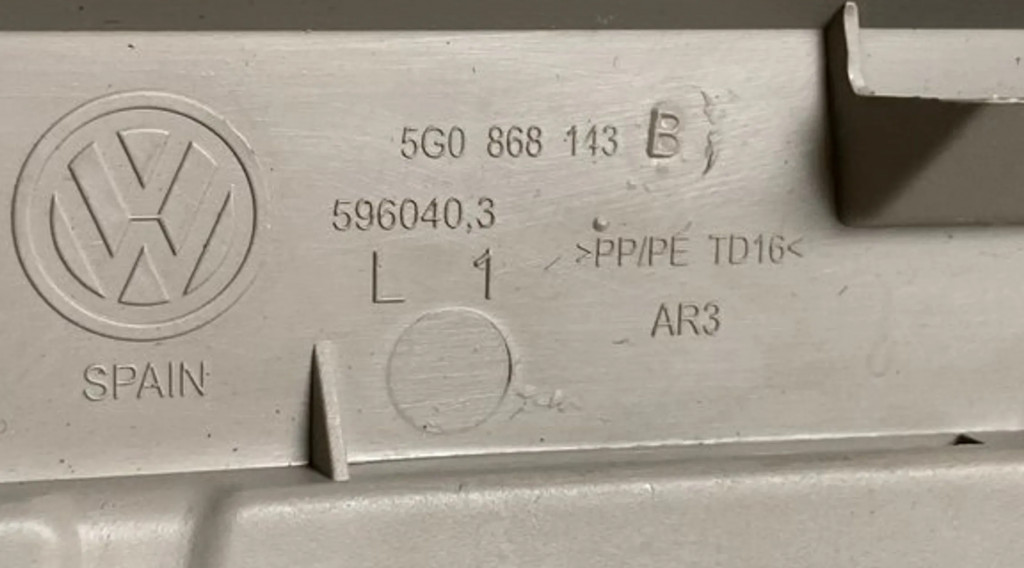 5G0 868 143 B
596040,3
>PP/PE TD16<
L 1
AR3
SPAIN